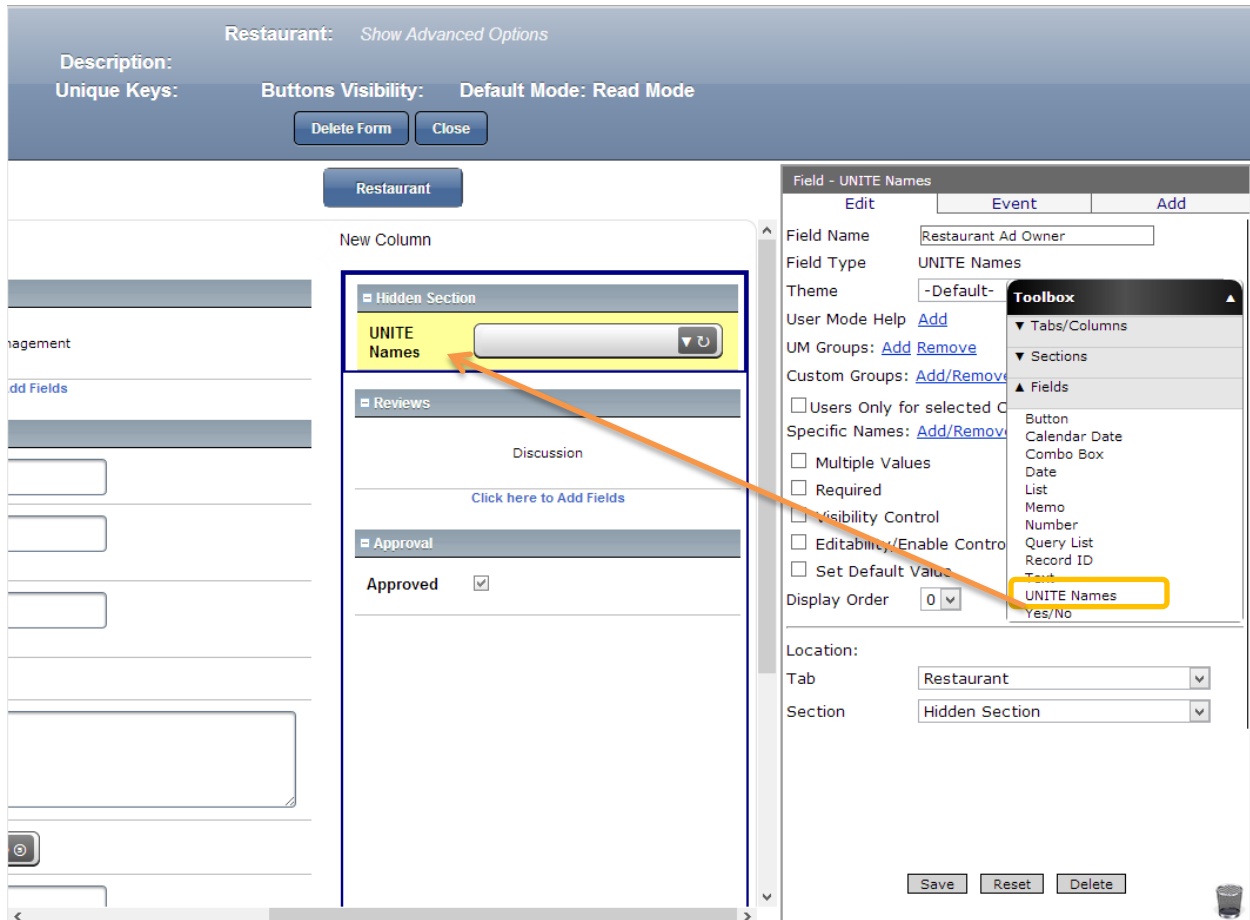 Restaurant: Show Advanced Options
Description:
Unique Keys: Buttons Visibility: Default Mode: Read Mode
Delete Form Close
Restaurant
New Column
nagement
dd Fields
Hidden Section
UNITE
Names
Reviews
Discussion
Click here to Add Fields
Approval
Approved
Field - UNITE Names
Edit Event Add
Field Name Restaurant Ad Owner
Field Type UNITE Names
Theme -Default-
User Mode Help Add
UM Groups: Add Remove
Custom Groups: Add/Remove
Users Only for selected C
Specific Names: Add/Remov
Multiple Values
Required
Visibility Control
Editability/Enable Contro
Set Default Value
Display Order 0
Toolbox
Tabs/Columns
Sections
Fields
Button
Calendar Date
Combo Box
Date
List
Memo
Number
Query List
Record ID
Text
UNITE Names
Yes/No
Location:
Tab Restaurant
Section Hidden Section
Save Reset Delete